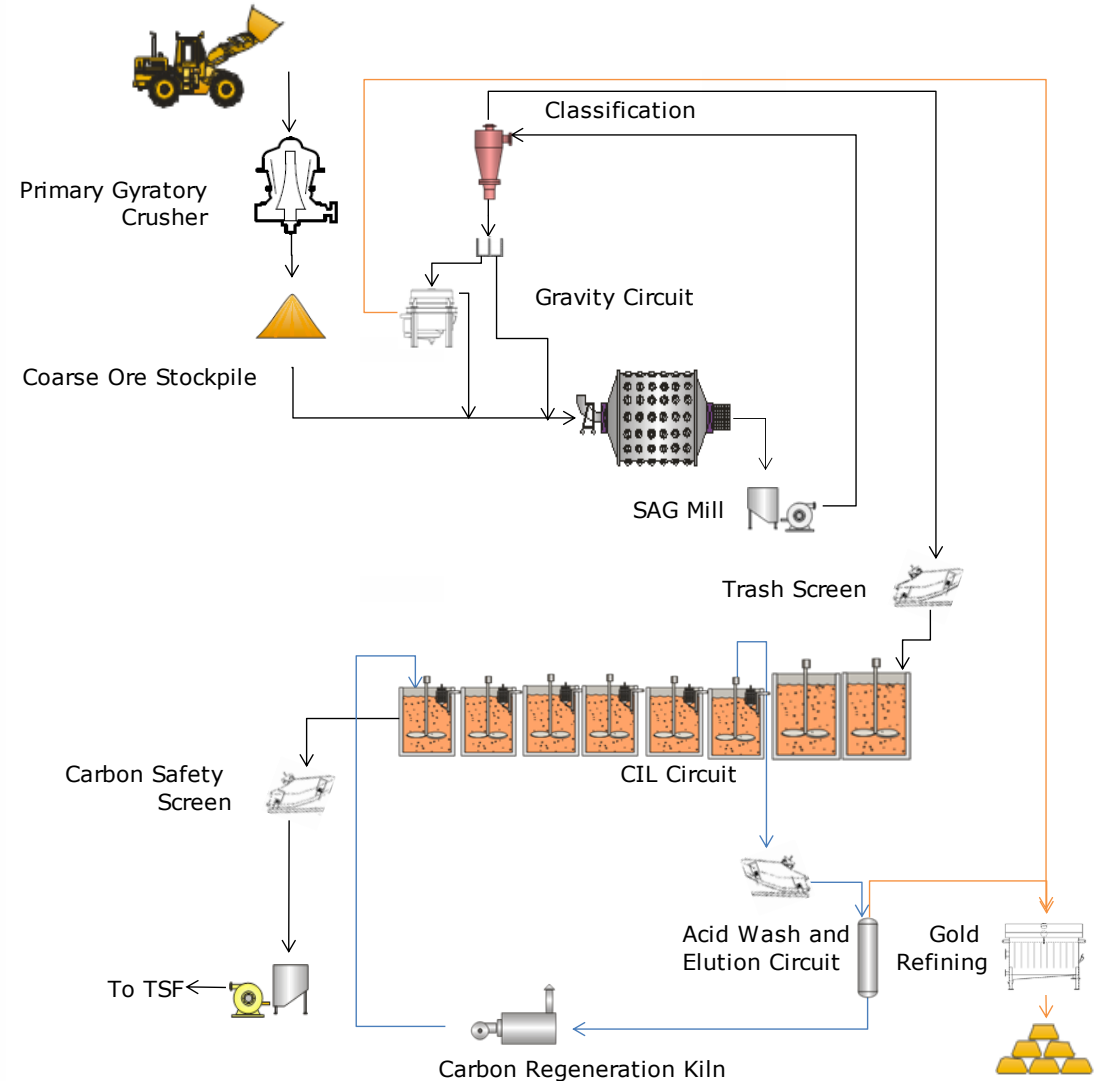 Classification
Primary Gyratory
Crusher
Gravity Circuit
Coarse Ore Stockpile
SAG Mill
Trash Screen
CIL Circuit
Carbon Safety
Screen
Acid Wash and
Elution Circuit
Gold
Refining
To TSF
Carbon Regeneration Kiln